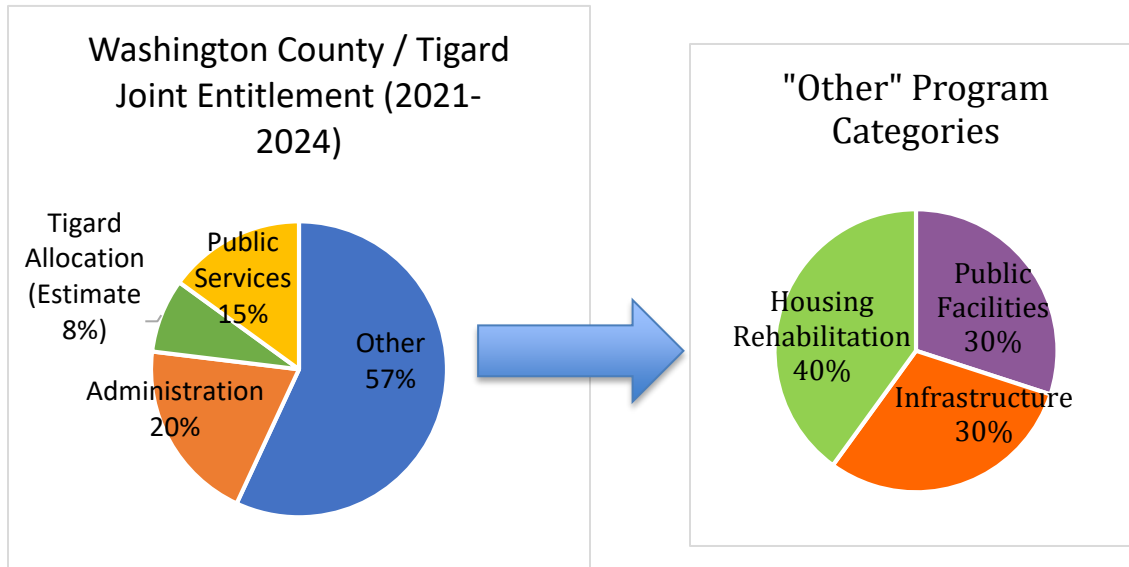 Washington County / Tigard
Joint Entitlement (2021-
2024)
Tigard
Allocation
(Estimate
8%)
Public
Services
15%
Other
57%
Administration
20%
"Other" Program
Categories
Housing
Rehabilitation
40%
Public
Facilities
30%
Infrastructure
30%